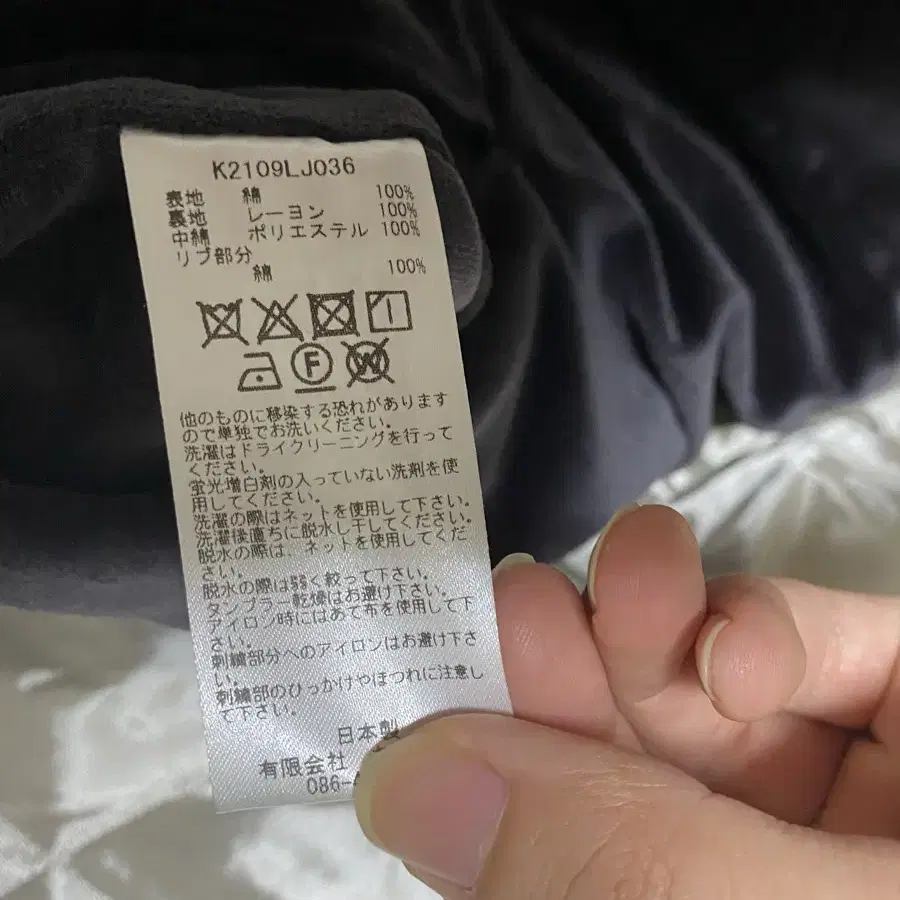 K2109LJ036
表地 綿 100%
裏地 レーヨン 100%
中綿 ポリエステル 100%
リブ部分
綿 100%
F W
他のものに移染する恐れがあります
ので単独でお洗いください。
洗濯はドライクリーニングを行って
ください。
蛍光増白剤の入っていない洗剤を使
用してください。
洗濯の際はネットを使用して下さい。
洗濯後直ちに脱水し干してください。
脱水の際は、ネットを使用してくだ
さい。
脱水の際は弱く絞って下さい。
タンブラー乾燥はお避け下さい。
アイロン時にはあて布を使用して下
さい。
刺繍部分へのアイロンはお避け下さ
い。
刺繍部のひっかけやほつれに注意し
て下さい。
日本製
有限会社
086-